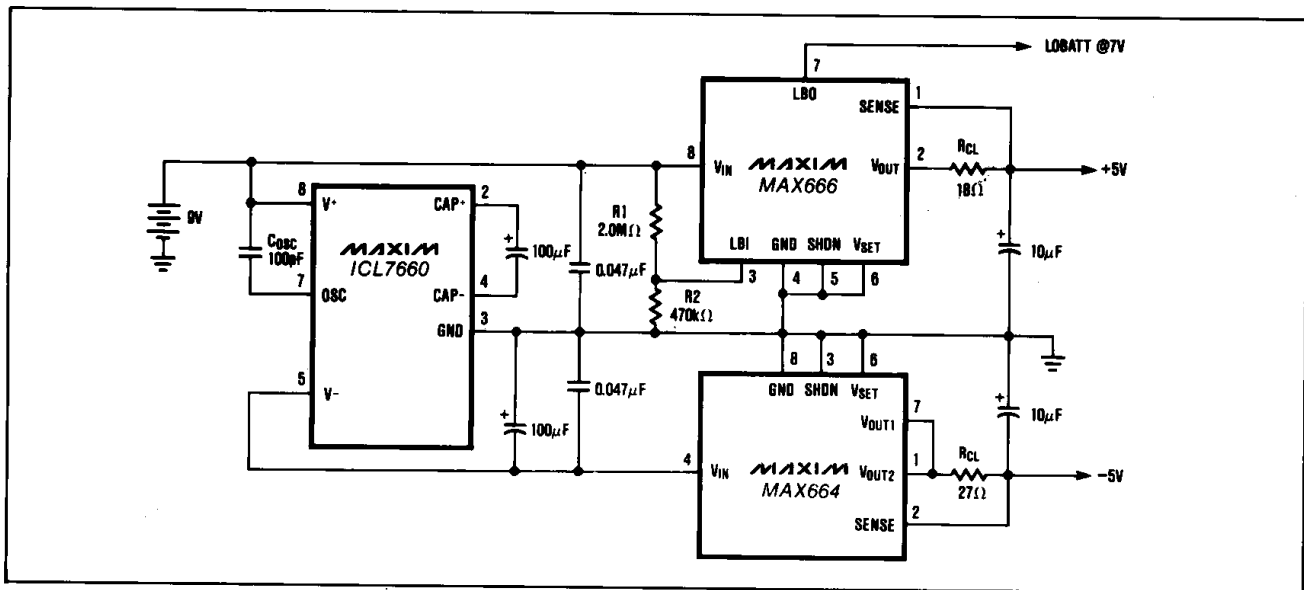 LOBATT @7V
7
LBO
SENSE
1
8
VIN
MAXIM
MAX666
VOUT
2
RCL
18Ω
+5V
9V
8
V+
CAP+
2
COSC
100pF
MAXIM
ICL7660
+
100μF
7
OSC
CAP-
4
GND
3
5
V-
+
100μF
0.047μF
0.047μF
R1
2.0MΩ
R2
470kΩ
LBI
GND
SHDN
VSET
3
4
5
6
+
10μF
8
3
6
GND
SHDN
VSET
VOUT1
7
4
VIN
MAXIM
MAX664
VOUT2
1
RCL
27Ω
SENSE
2
+
10μF
-5V